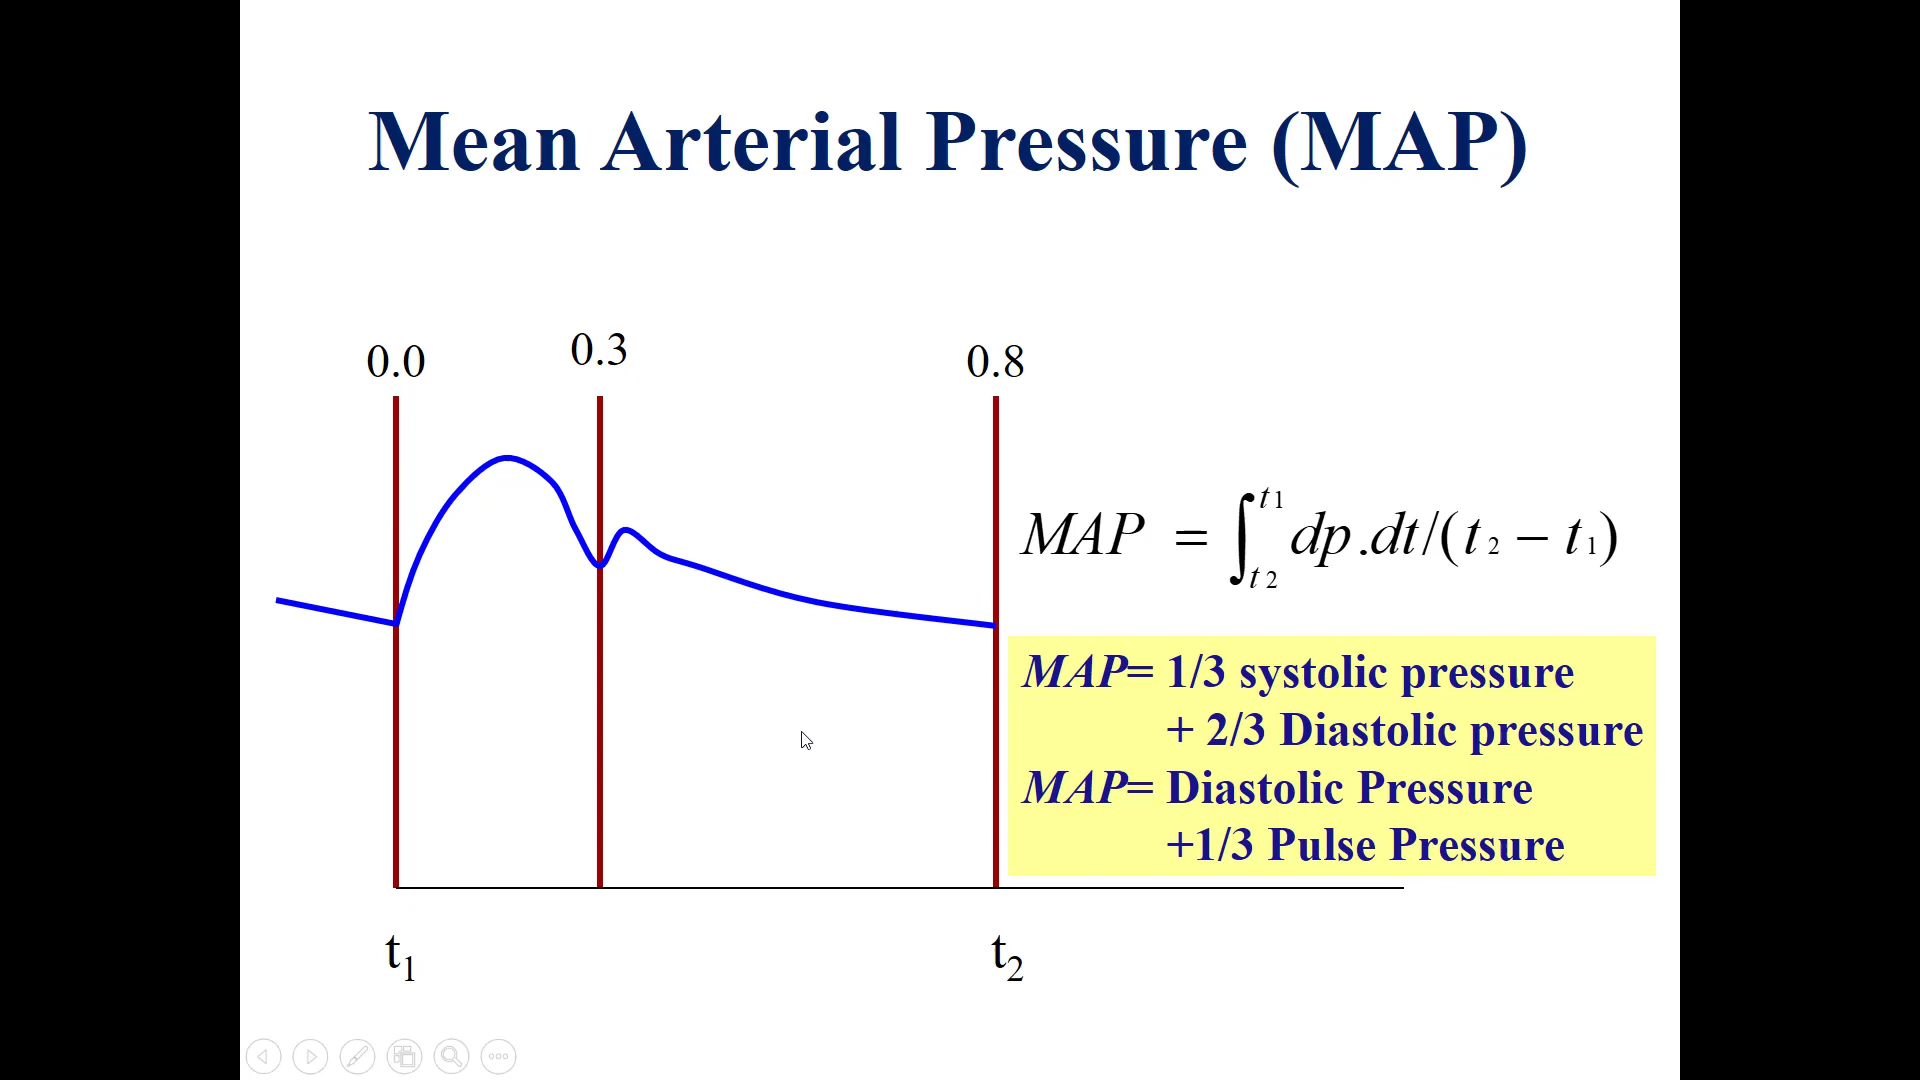 Mean Arterial Pressure (MAP)
0.0 0.3 0.8
MAP = ∫t2t1 dp.dt/(t2 − t1)
MAP= 1/3 systolic pressure
+ 2/3 Diastolic pressure
MAP= Diastolic Pressure
+1/3 Pulse Pressure
t1 t2